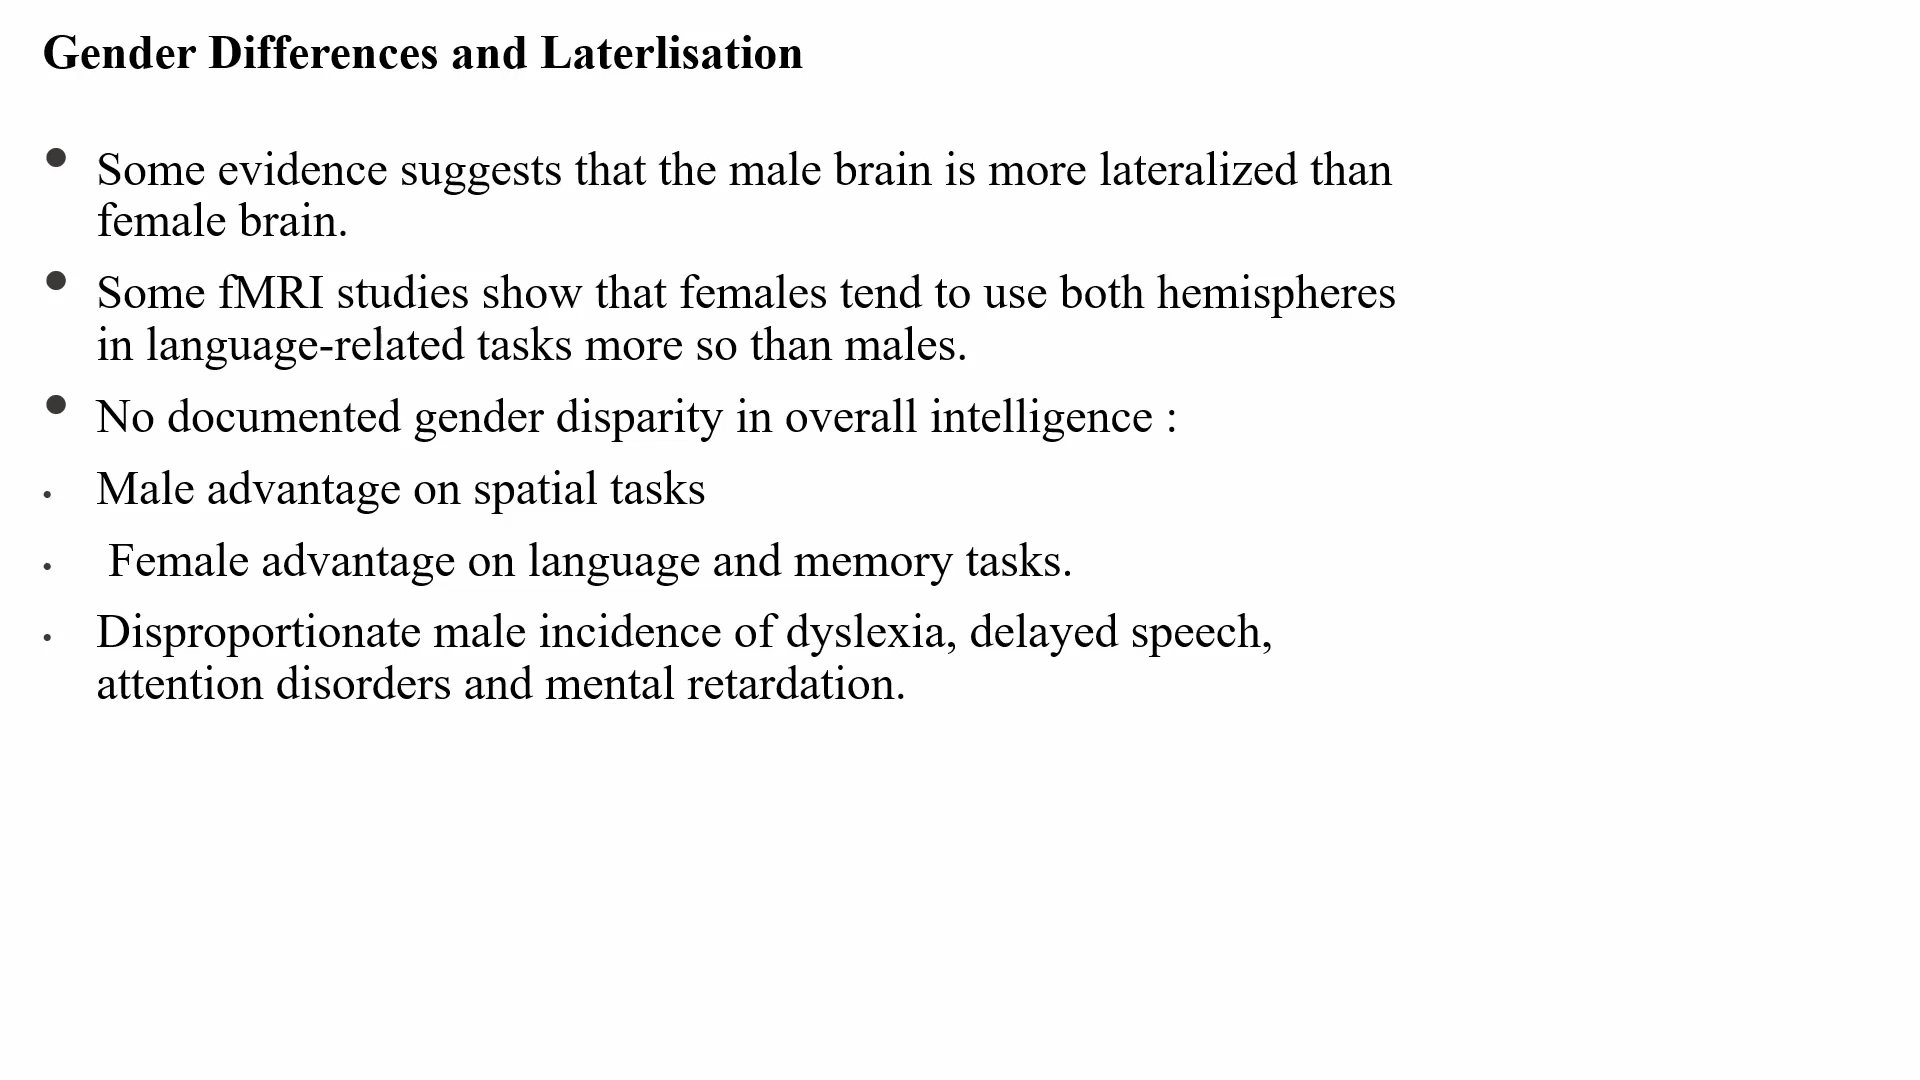 Gender Differences and Laterlisation
• Some evidence suggests that the male brain is more lateralized than
female brain.
• Some fMRI studies show that females tend to use both hemispheres
in language-related tasks more so than males.
• No documented gender disparity in overall intelligence :
• Male advantage on spatial tasks
• Female advantage on language and memory tasks.
• Disproportionate male incidence of dyslexia, delayed speech,
attention disorders and mental retardation.